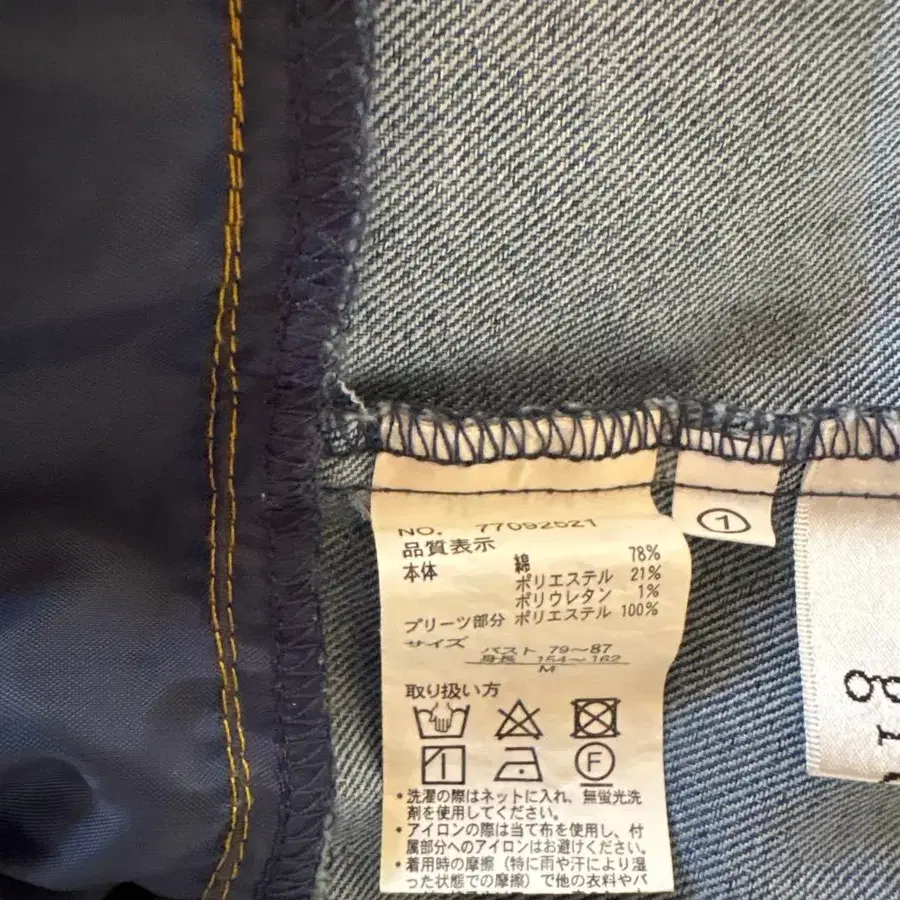 NO. 77092521
品質表示
本体 綿 78%
ポリエステル 21%
ポリウレタン 1%
プリーツ部分 ポリエステル 100%
サイズ
バスト 79～87
身長 154～162
M
取り扱い方
F
・洗濯の際はネットに入れ、無蛍光洗
剤を使用してください。
・アイロンの際は当て布を使用し、付
属部分へのアイロンはお避けください。
・着用時の摩擦（特に雨や汗により湿
った状態での摩擦）で他の衣料やバ
1